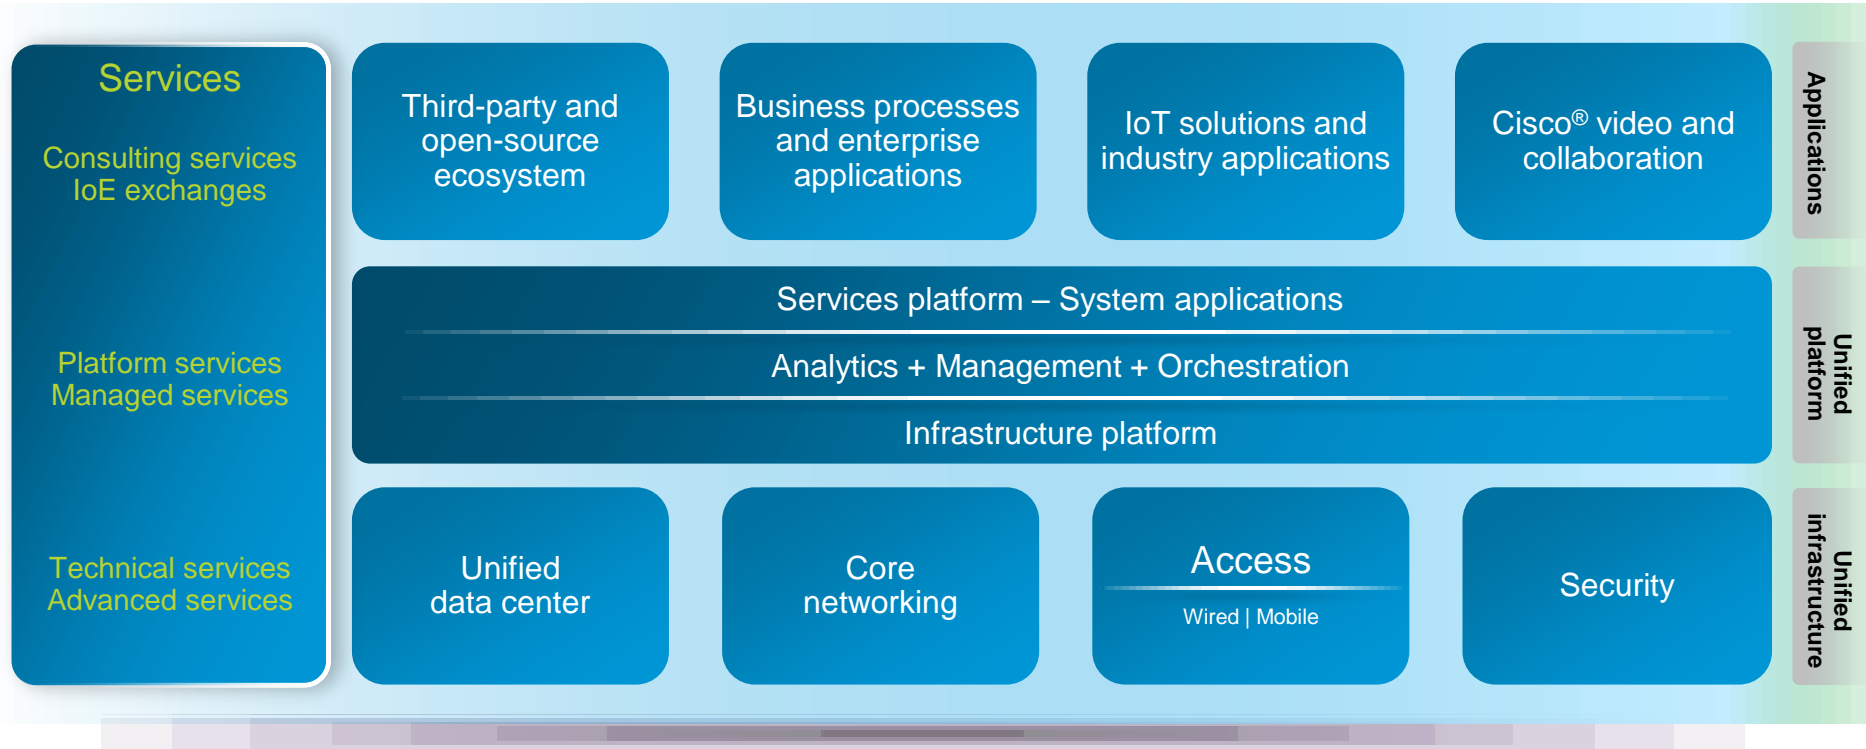 Services
Consulting services
IoE exchanges
Platform services
Managed services
Technical services
Advanced services
Third-party and
open-source
ecosystem
Business processes
and enterprise
applications
IoT solutions and
industry applications
Cisco® video and
collaboration
Applications
Services platform – System applications
Analytics + Management + Orchestration
Infrastructure platform
Unified
platform
Unified
data center
Core
networking
Access
Wired | Mobile
Security
Unified
infrastructure